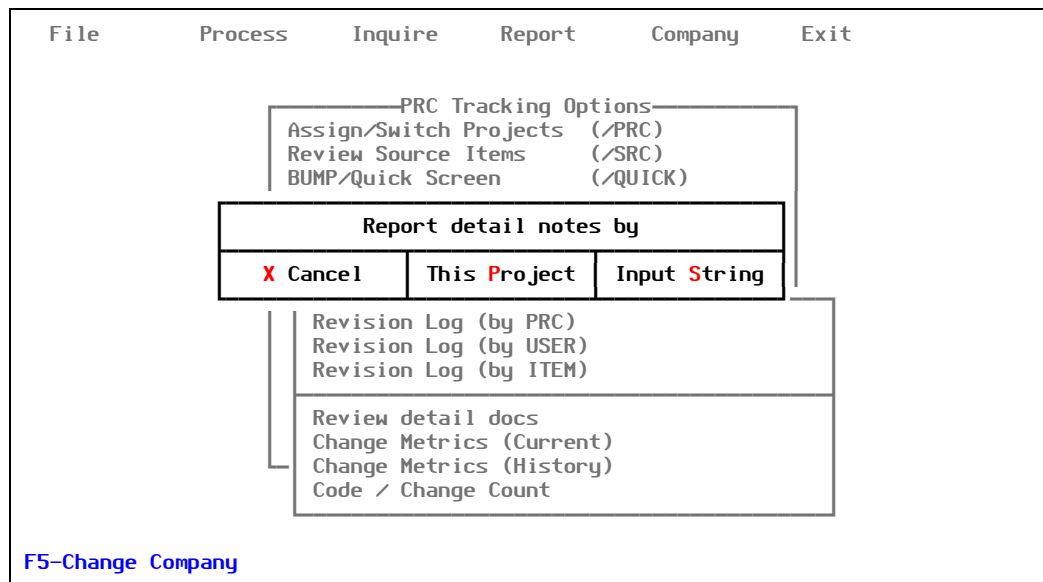 File Process Inquire Report Company Exit
PRC Tracking Options
Assign/Switch Projects (/PRC)
Review Source Items (/SRC)
BUMP/Quick Screen (/QUICK)
Report detail notes by
X Cancel This Project Input String
Revision Log (by PRC)
Revision Log (by USER)
Revision Log (by ITEM)
Review detail docs
Change Metrics (Current)
Change Metrics (History)
Code / Change Count
F5-Change Company